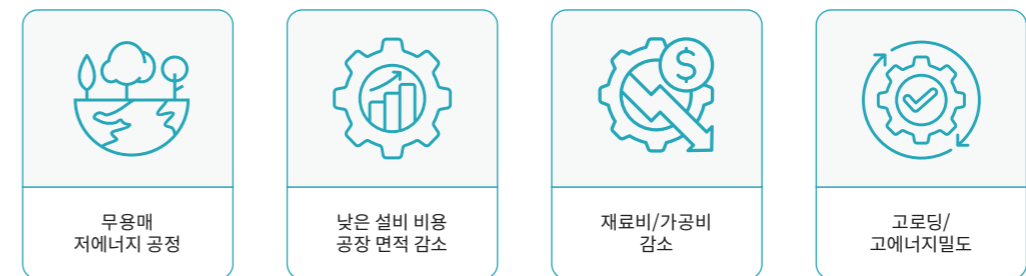 무용매
저에너지 공정
낮은 설비 비용
공장 면적 감소
$
재료비/가공비
감소
고로딩/
고에너지밀도